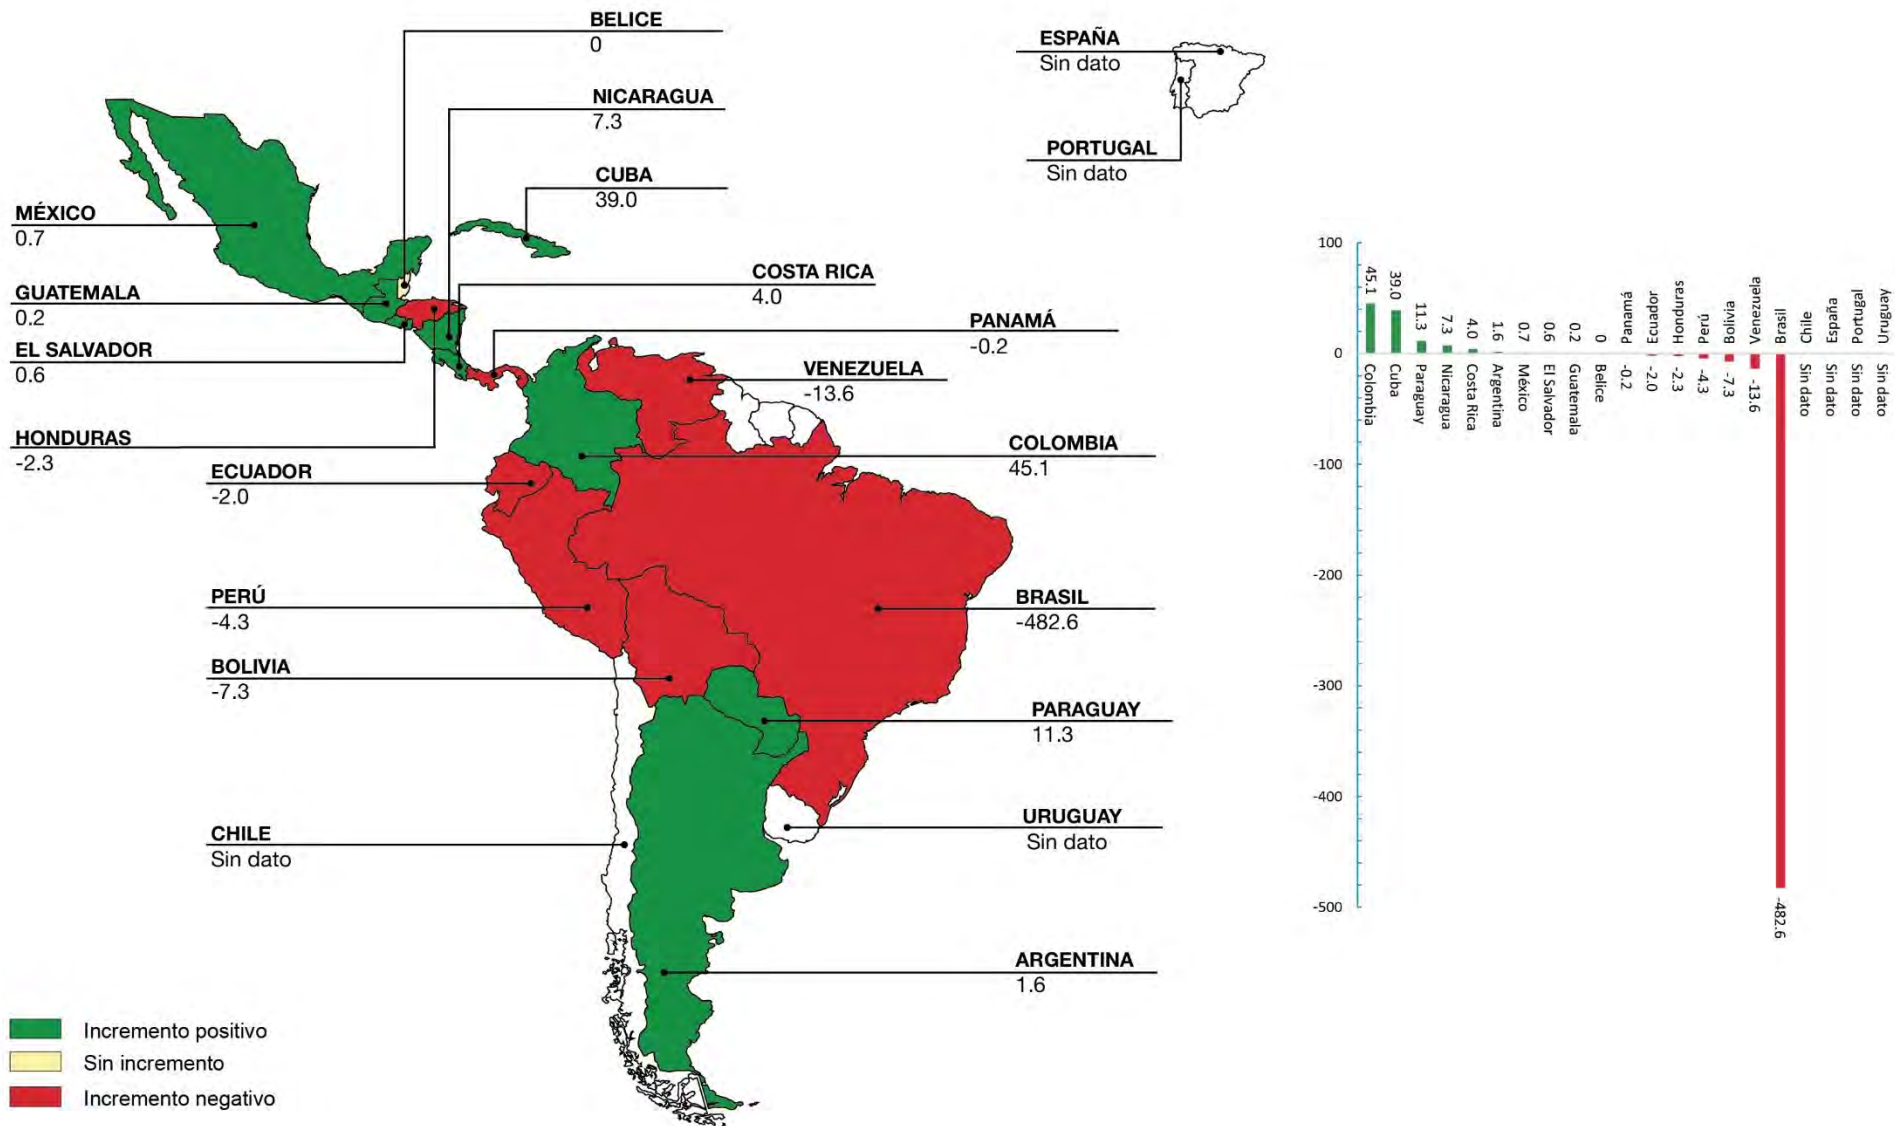 BELICE
0
NICARAGUA
7.3
CUBA
39.0
MÉXICO
0.7
GUATEMALA
0.2
EL SALVADOR
0.6
HONDURAS
-2.3
COSTA RICA
4.0
PANAMÁ
-0.2
VENEZUELA
-13.6
COLOMBIA
45.1
ECUADOR
-2.0
PERÚ
-4.3
BOLIVIA
-7.3
BRASIL
-482.6
PARAGUAY
11.3
URUGUAY
Sin dato
CHILE
Sin dato
ARGENTINA
1.6
ESPAÑA
Sin dato
PORTUGAL
Sin dato
Incremento positivo
Sin incremento
Incremento negativo
100
0
-100
-200
-300
-400
-500
45.1
Colombia
39.0
Cuba
11.3
Paraguay
7.3
Nicaragua
4.0
Costa Rica
1.6
Argentina
0.7
México
0.6
El Salvador
0.2
Guatemala
0
Belice
Panamá
-0.2
Ecuador
-2.0
Honduras
-2.3
Perú
-4.3
Bolivia
-7.3
Venezuela
-13.6
Brasil
-482.6
Chile
Sin dato
España
Sin dato
Portugal
Sin dato
Uruguay
Sin dato